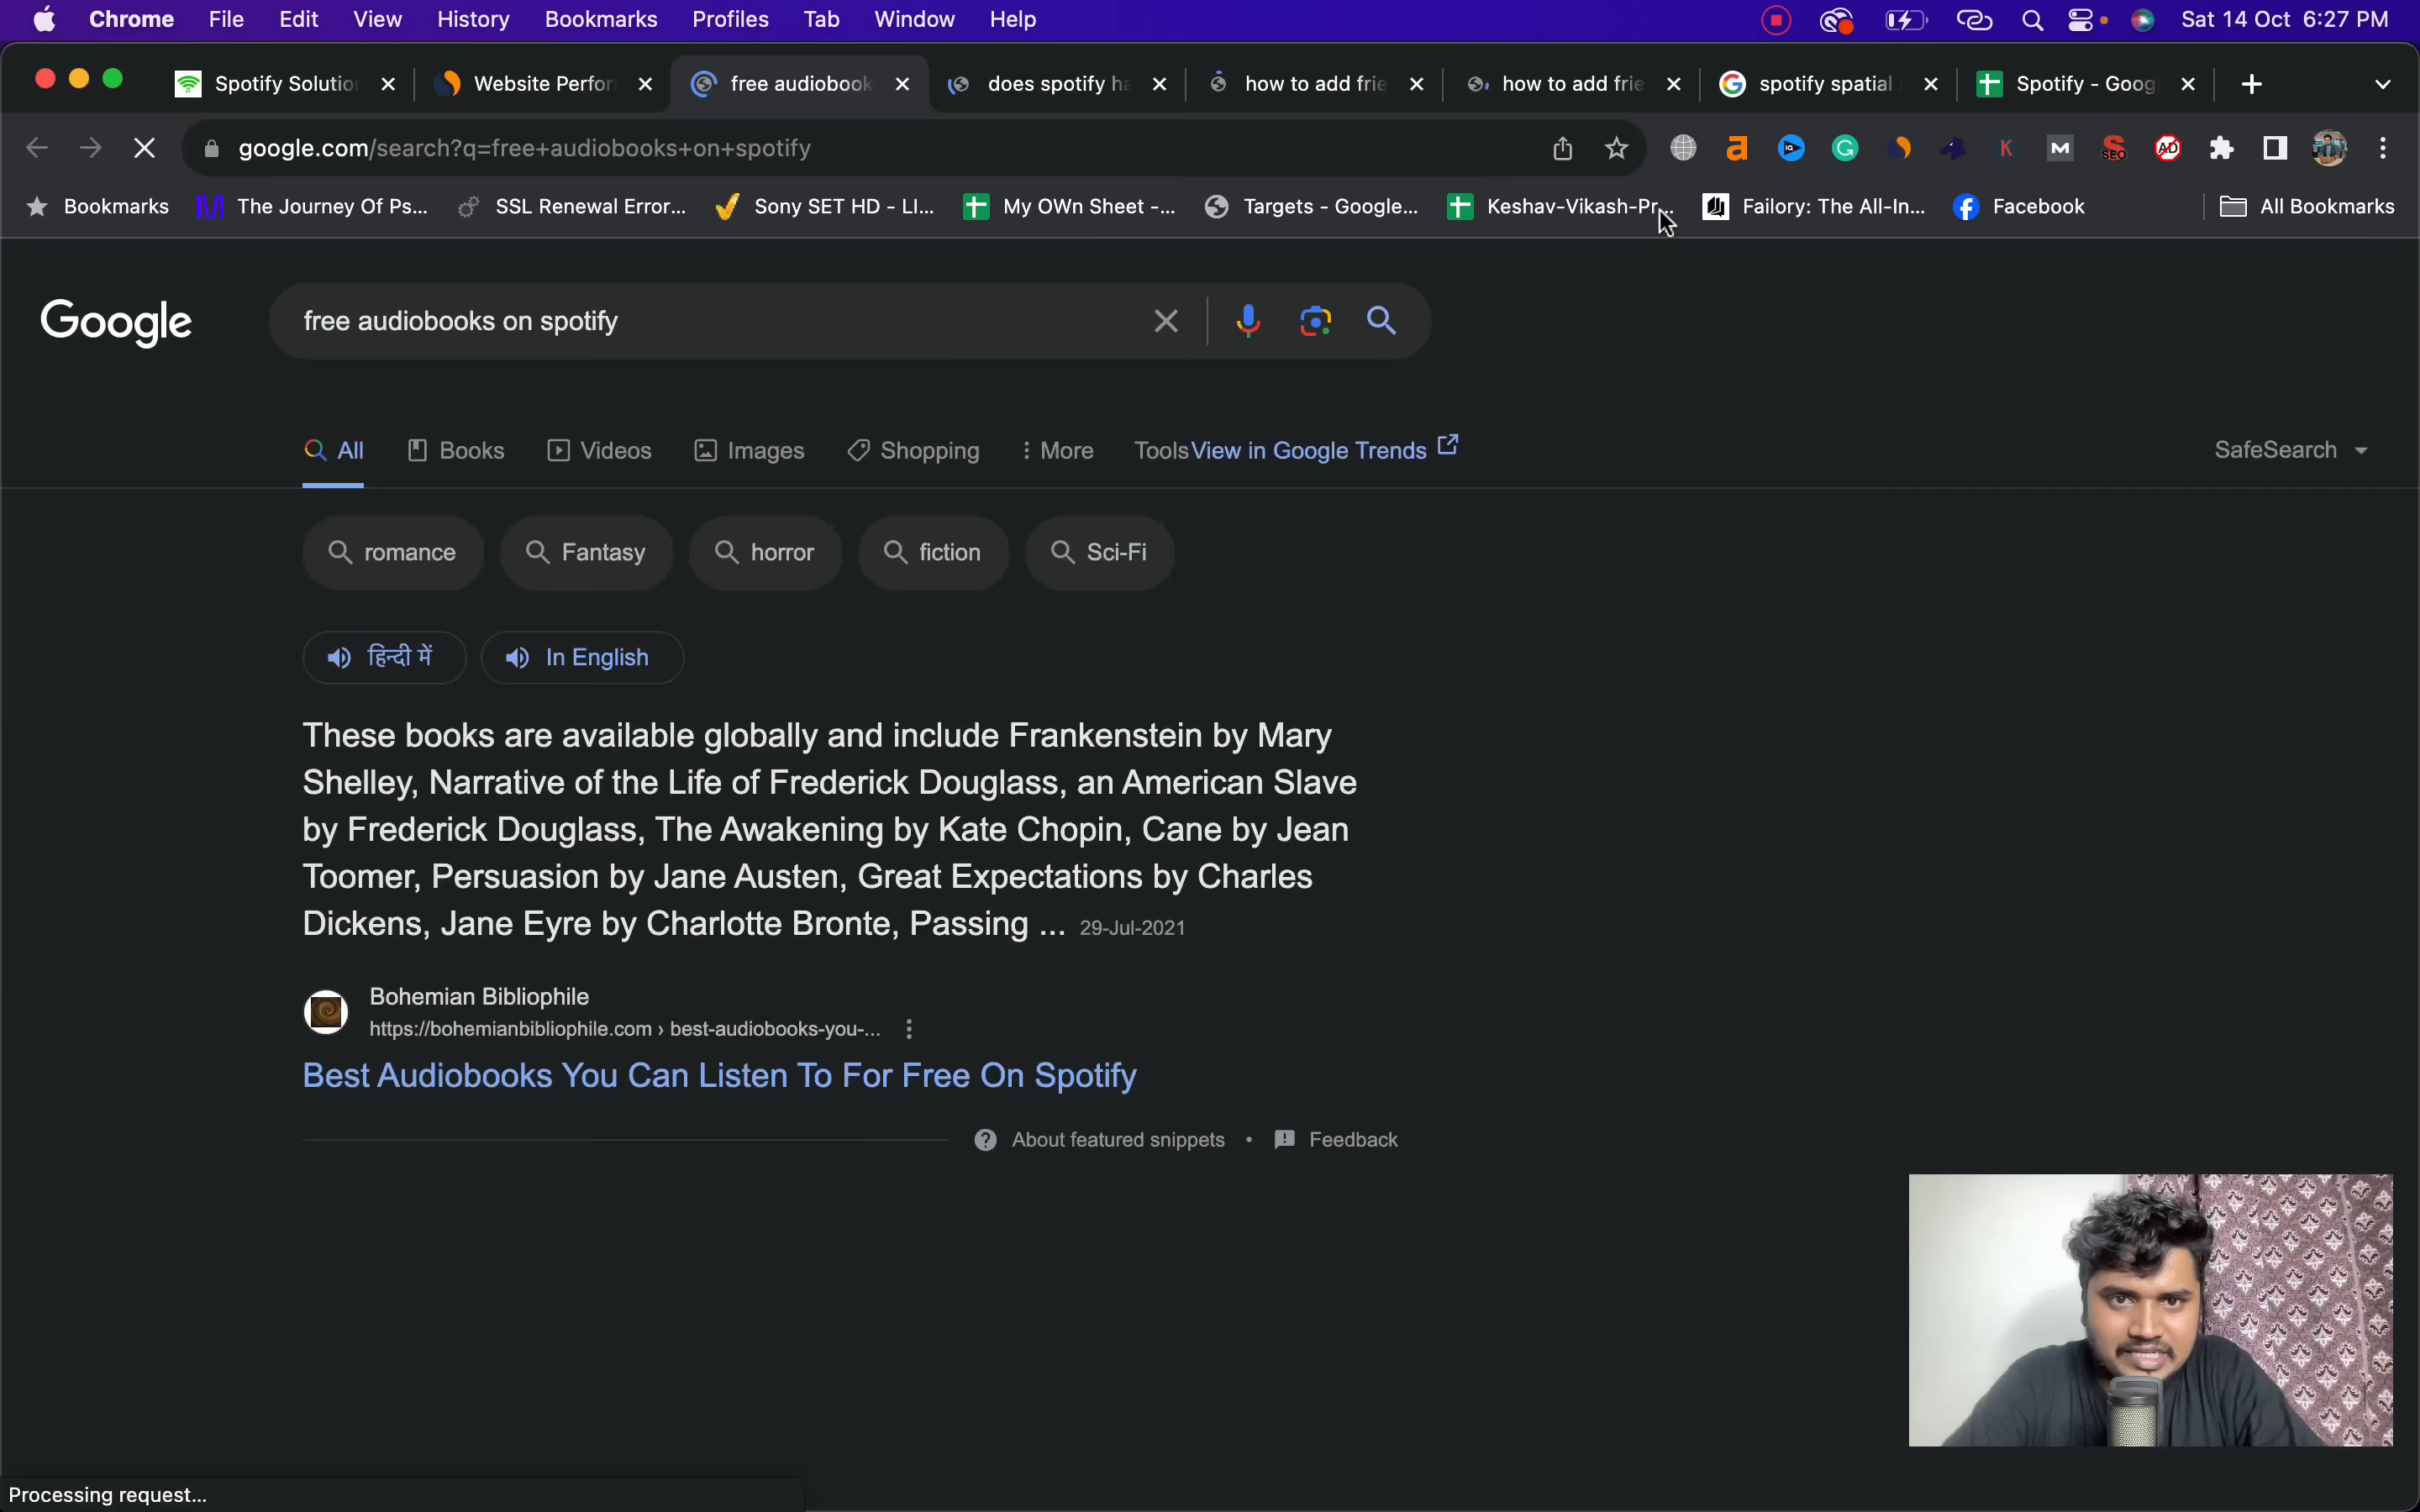 Chrome File Edit View History Bookmarks Profiles Tab Window Help Sat 14 Oct 6:27 PM
Spotify Solution Website Perfor free audiobook does spotify ha how to add frie how to add frie spotify spatial Spotify - Goog
google.com/search?q=free+audiobooks+on+spotify
Bookmarks The Journey Of Ps... SSL Renewal Error... Sony SET HD - LI... My OWn Sheet -... Targets - Google... Keshav-Vikash-Pr... Failory: The All-In... Facebook All Bookmarks
Google free audiobooks on spotify
All Books Videos Images Shopping More Tools View in Google Trends SafeSearch
romance Fantasy horror fiction Sci-Fi
हिन्दी में In English
These books are available globally and include Frankenstein by Mary
Shelley, Narrative of the Life of Frederick Douglass, an American Slave
by Frederick Douglass, The Awakening by Kate Chopin, Cane by Jean
Toomer, Persuasion by Jane Austen, Great Expectations by Charles
Dickens, Jane Eyre by Charlotte Bronte, Passing ... 29-Jul-2021
Bohemian Bibliophile
https://bohemianbibliophile.com › best-audiobooks-you-...
Best Audiobooks You Can Listen To For Free On Spotify
About featured snippets • Feedback
Processing request...